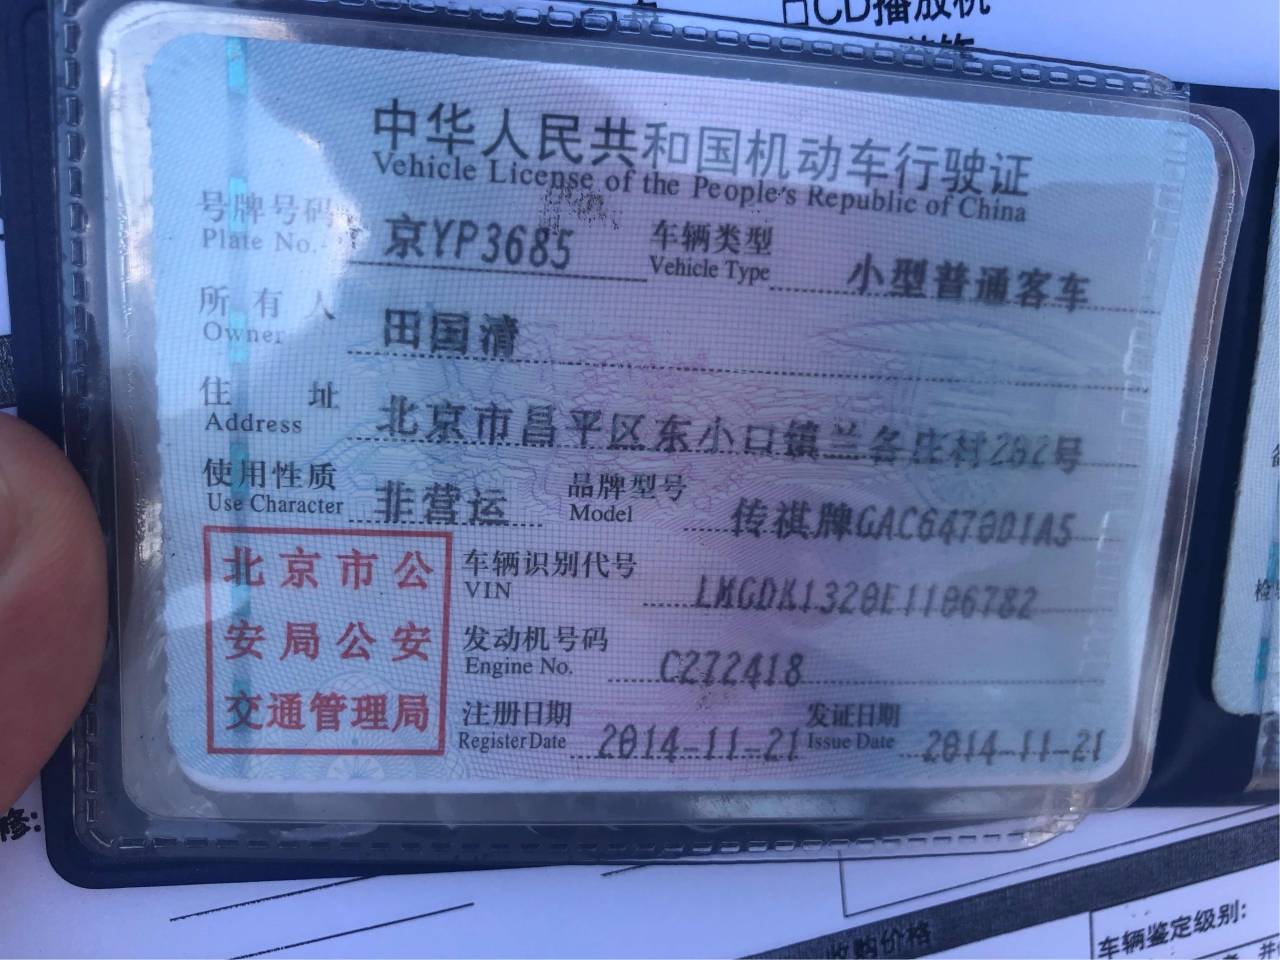 □CD播放机
中华人民共和国机动车行驶证
Vehicle License of the People's Republic of China
号牌号码 京YP3685 车辆类型 小型普通客车
Plate No. Vehicle Type
所有人 田国清
Owner
住址 北京市昌平区东小口镇兰各庄村282号
Address
使用性质 非营运 品牌型号 传祺牌GAC6470D1A5
Use Character Model
北京市公
安局公安
交通管理局
车辆识别代号 LMGDK1320E1106782
VIN
发动机号码 C272418
Engine No.
注册日期 2014-11-21 发证日期 2014-11-21
Register Date Issue Date
修:
收购价格
车辆鉴定级别: